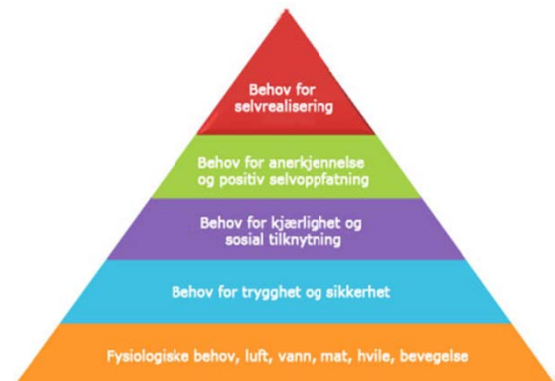 Behov for
selvrealisering
Behov for anerkjennelse
og positiv selvoppfatning
Behov for kjærlighet og
sosial tilknytning
Behov for trygghet og sikkerhet
Fysiologiske behov, luft, vann, mat, hvile, bevegelse